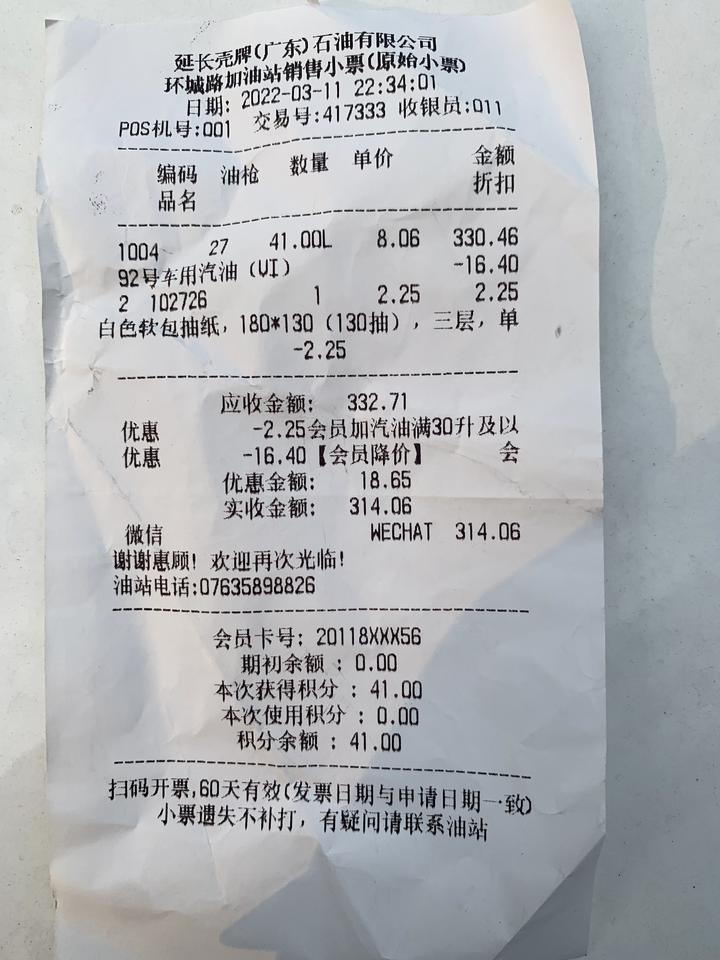 延长壳牌(广东)石油有限公司
环城路加油站销售小票(原始小票)
日期: 2022-03-11 22:34:01
POS机号:001 交易号:417333 收银员:011
编码 油枪 数量 单价 金额
品名 折扣
1004 27 41.00L 8.06 330.46
92号车用汽油(VI) -16.40
2 102726 1 2.25 2.25
白色软包抽纸, 180*130(130抽), 三层, 单
-2.25
应收金额: 332.71
优惠 -2.25会员加汽油满30升及以
优惠 -16.40【会员降价】 会
优惠金额: 18.65
实收金额: 314.06
微信 WECHAT 314.06
谢谢惠顾! 欢迎再次光临!
油站电话:07635898826
会员卡号: 20118XXX56
期初余额 : 0.00
本次获得积分 : 41.00
本次使用积分 : 0.00
积分余额 : 41.00
扫码开票,60天有效(发票日期与申请日期一致)
小票遗失不补打, 有疑问请联系油站